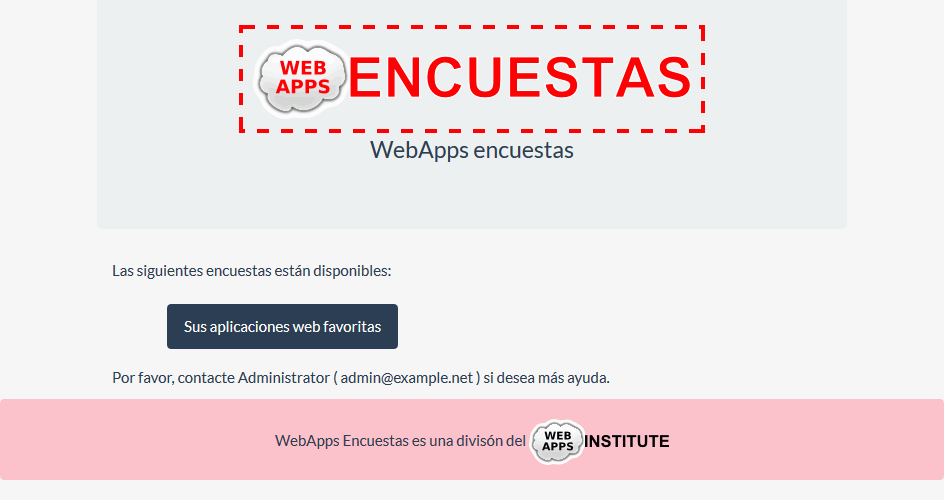 WEB APPS ENCUESTAS
WebApps encuestas
Las siguientes encuestas están disponibles:
Sus aplicaciones web favoritas
Por favor, contacte Administrator ( admin@example.net ) si desea más ayuda.
WebApps Encuestas es una divisón del WEB APPS INSTITUTE